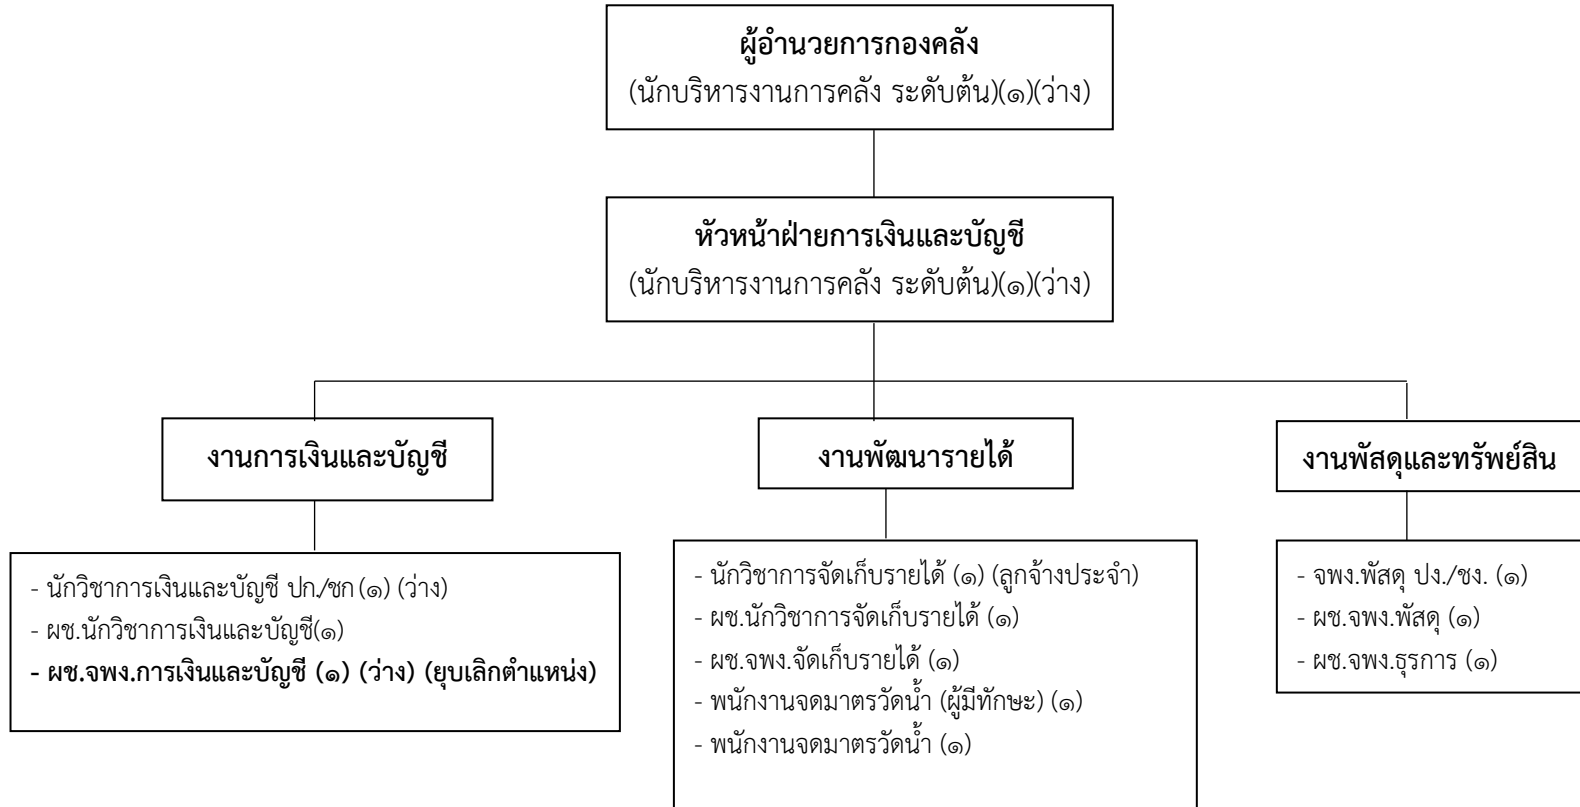 ผู้อำนวยการกองคลัง
(นักบริหารงานการคลัง ระดับต้น)(๑)(ว่าง)
หัวหน้าฝ่ายการเงินและบัญชี
(นักบริหารงานการคลัง ระดับต้น)(๑)(ว่าง)
งานการเงินและบัญชี
- นักวิชาการเงินและบัญชี ปก./ชก (๑) (ว่าง)
- ผช.นักวิชาการเงินและบัญชี(๑)
- ผช.จพง.การเงินและบัญชี (๑) (ว่าง) (ยุบเลิกตำแหน่ง)
งานพัฒนารายได้
- นักวิชาการจัดเก็บรายได้ (๑) (ลูกจ้างประจำ)
- ผช.นักวิชาการจัดเก็บรายได้ (๑)
- ผช.จพง.จัดเก็บรายได้ (๑)
- พนักงานจดมาตรวัดน้ำ (ผู้มีทักษะ) (๑)
- พนักงานจดมาตรวัดน้ำ (๑)
งานพัสดุและทรัพย์สิน
- จพง.พัสดุ ปง./ชง. (๑)
- ผช.จพง.พัสดุ (๑)
- ผช.จพง.ธุรการ (๑)